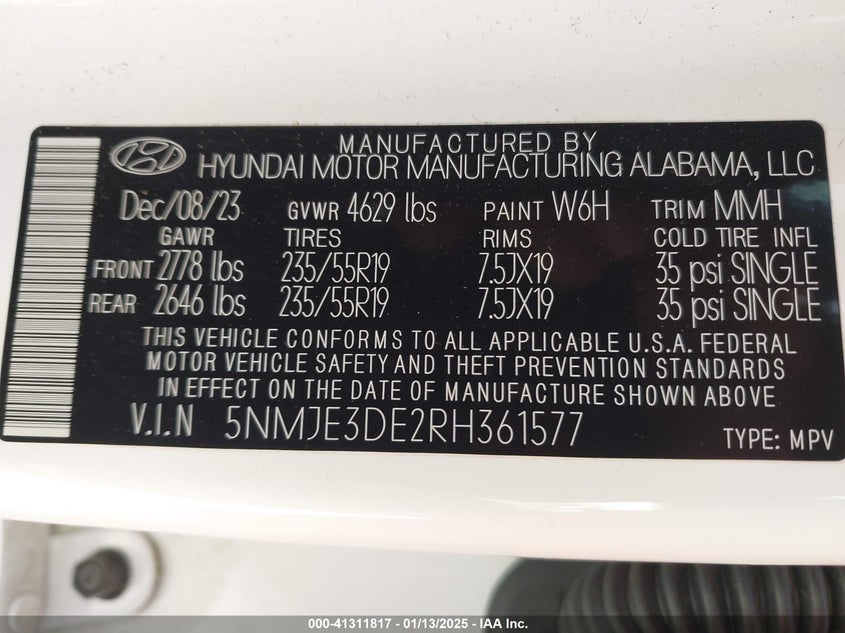 MANUFACTURED BY
HYUNDAI MOTOR MANUFACTURING ALABAMA, LLC
Dec/08/23 GVWR 4629 lbs PAINT W6H TRIM MMH
GAWR TIRES RIMS COLD TIRE INFL
FRONT 2778 lbs 235/55R19 7.5JX19 35 psi SINGLE
REAR 2646 lbs 235/55R19 7.5JX19 35 psi SINGLE
THIS VEHICLE CONFORMS TO ALL APPLICABLE U.S.A. FEDERAL
MOTOR VEHICLE SAFETY AND THEFT PREVENTION STANDARDS
IN EFFECT ON THE DATE OF MANUFACTURE SHOWN ABOVE
V.I.N 5NMJE3DE2RH361577 TYPE: MPV
000-41311817 - 01/13/2025 - IAA Inc.